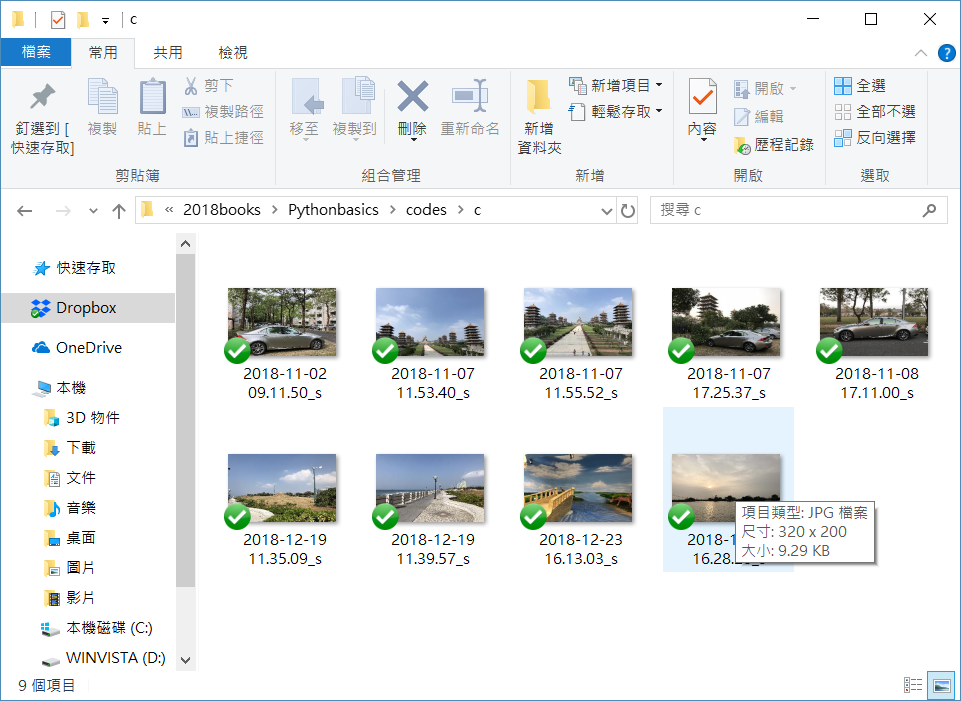 c
檔案 常用 共用 檢視
釘選到 [
快速存取]
複製
貼上
剪下
複製路徑
貼上捷徑
剪貼簿
移至
複製到
刪除
重新命名
組合管理
新增
資料夾
新增項目
輕鬆存取
新增
內容
開啟
編輯
歷程記錄
開啟
全選
全部不選
反向選擇
選取
« 2018books > Pythonbasics > codes > c
搜尋 c
快速存取
Dropbox
OneDrive
本機
3D 物件
下載
文件
音樂
桌面
圖片
影片
本機磁碟 (C:)
WINVISTA (D:)
2018-11-02
09.11.50_s
2018-11-07
11.53.40_s
2018-11-07
11.55.52_s
2018-11-07
17.25.37_s
2018-11-08
17.11.00_s
2018-12-19
11.35.09_s
2018-12-19
11.39.57_s
2018-12-23
16.13.03_s
項目類型: JPG 檔案
尺寸: 320 x 200
大小: 9.29 KB
9 個項目